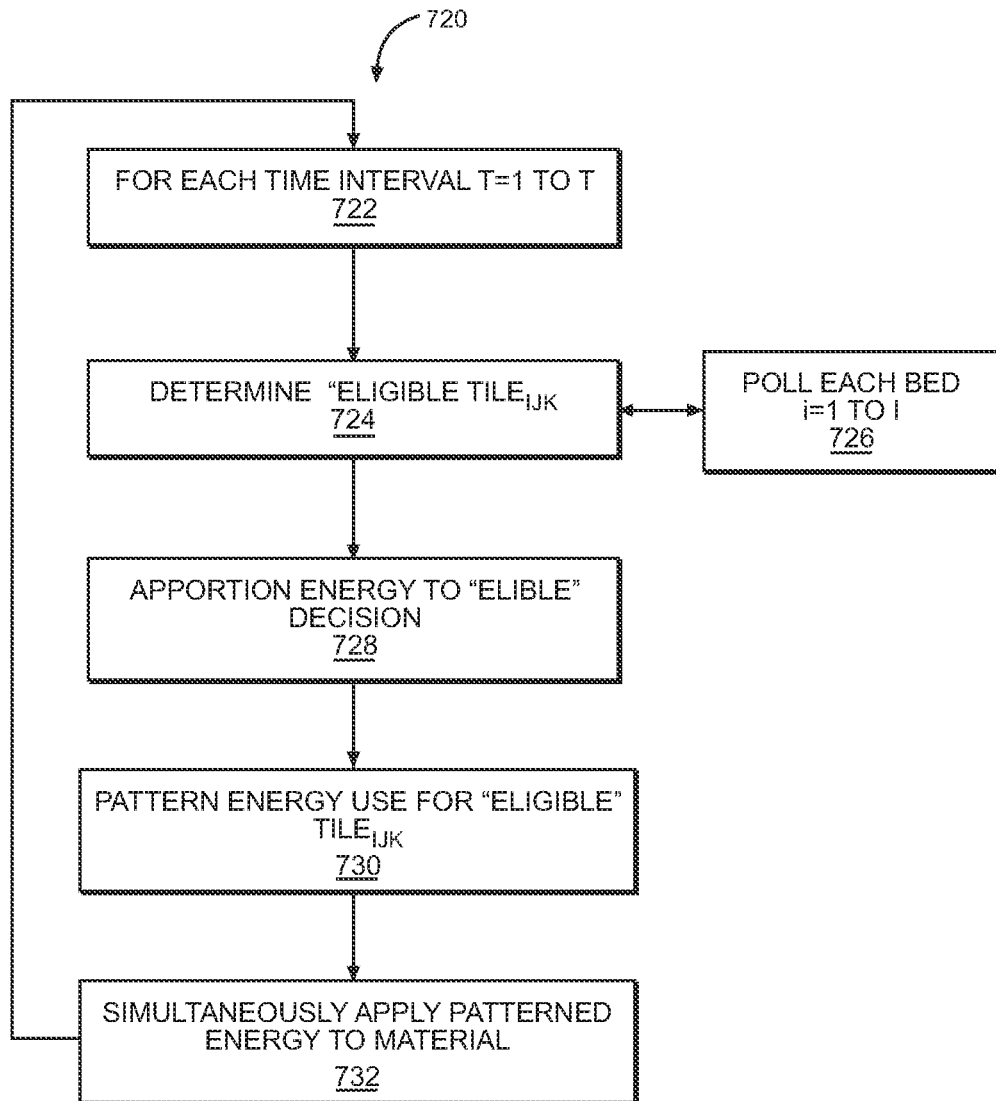 720
FOR EACH TIME INTERVAL T=1 TO T
722
DETERMINE “ELIGIBLE TILE_IJK
724
POLL EACH BED
i=1 TO I
726
APPORTION ENERGY TO “ELIBLE”
DECISION
728
PATTERN ENERGY USE FOR “ELIGIBLE”
TILE_IJK
730
SIMULTANEOUSLY APPLY PATTERNED
ENERGY TO MATERIAL
732